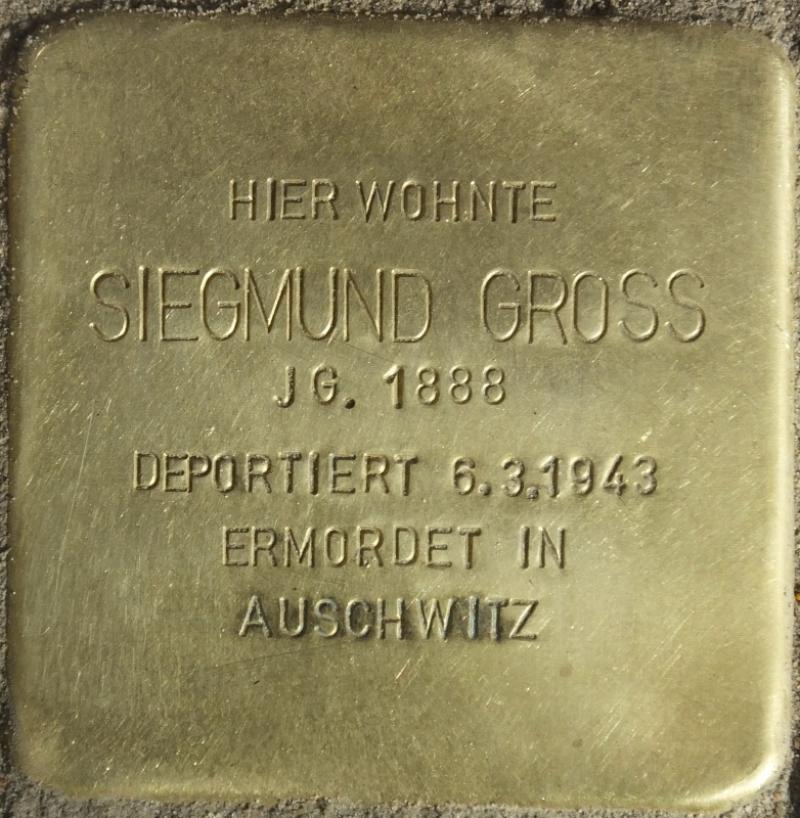 HIER WOHNTE
SIEGMUND GROSS
JG. 1888
DEPORTIERT 6.3.1943
ERMORDET IN
AUSCHWITZ